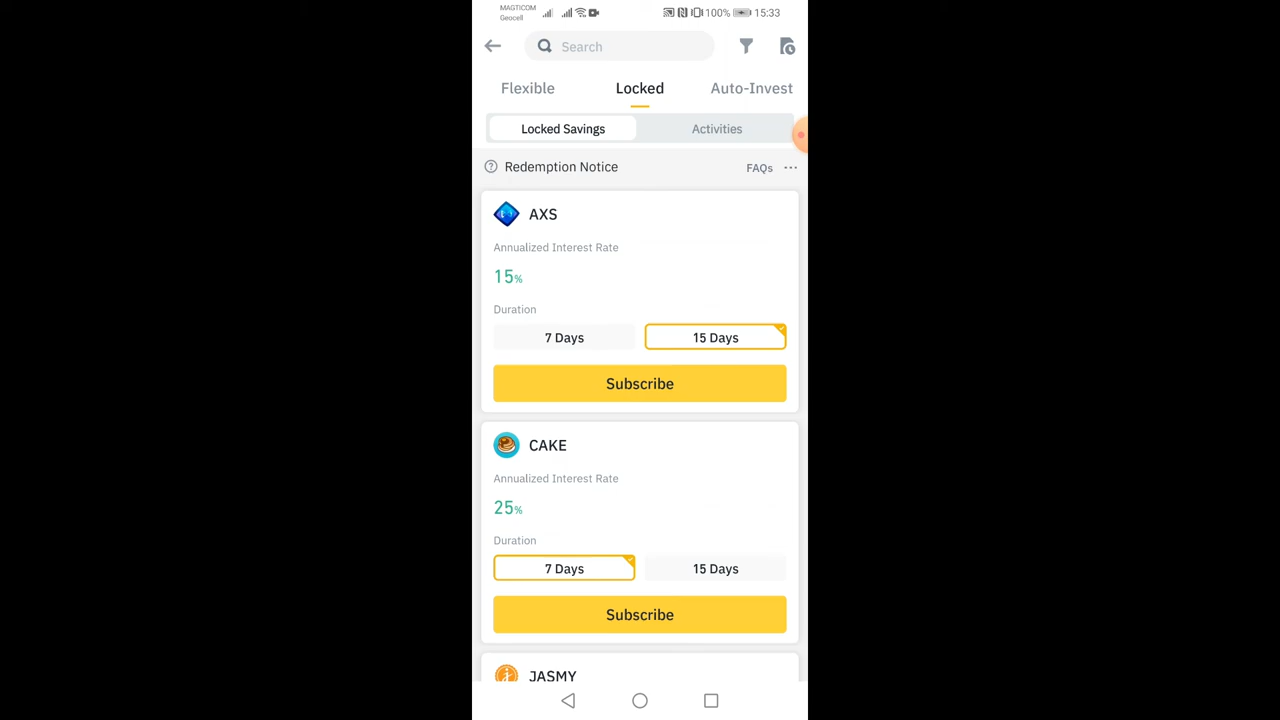 MAGTICOM
Geocell
100%
15:33
Search
Flexible
Locked
Auto-Invest
Locked Savings
Activities
Redemption Notice
FAQs
AXS
Annualized Interest Rate
15%
Duration
7 Days
15 Days
Subscribe
CAKE
Annualized Interest Rate
25%
Duration
7 Days
15 Days
Subscribe
JASMY